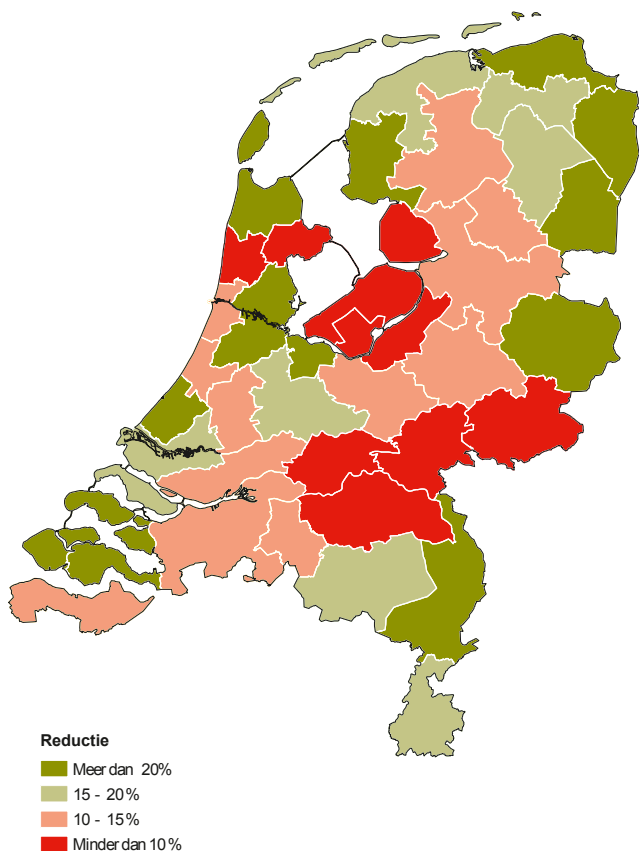 Reductie
Meer dan 20%
15 - 20%
10 - 15%
Minder dan 10%